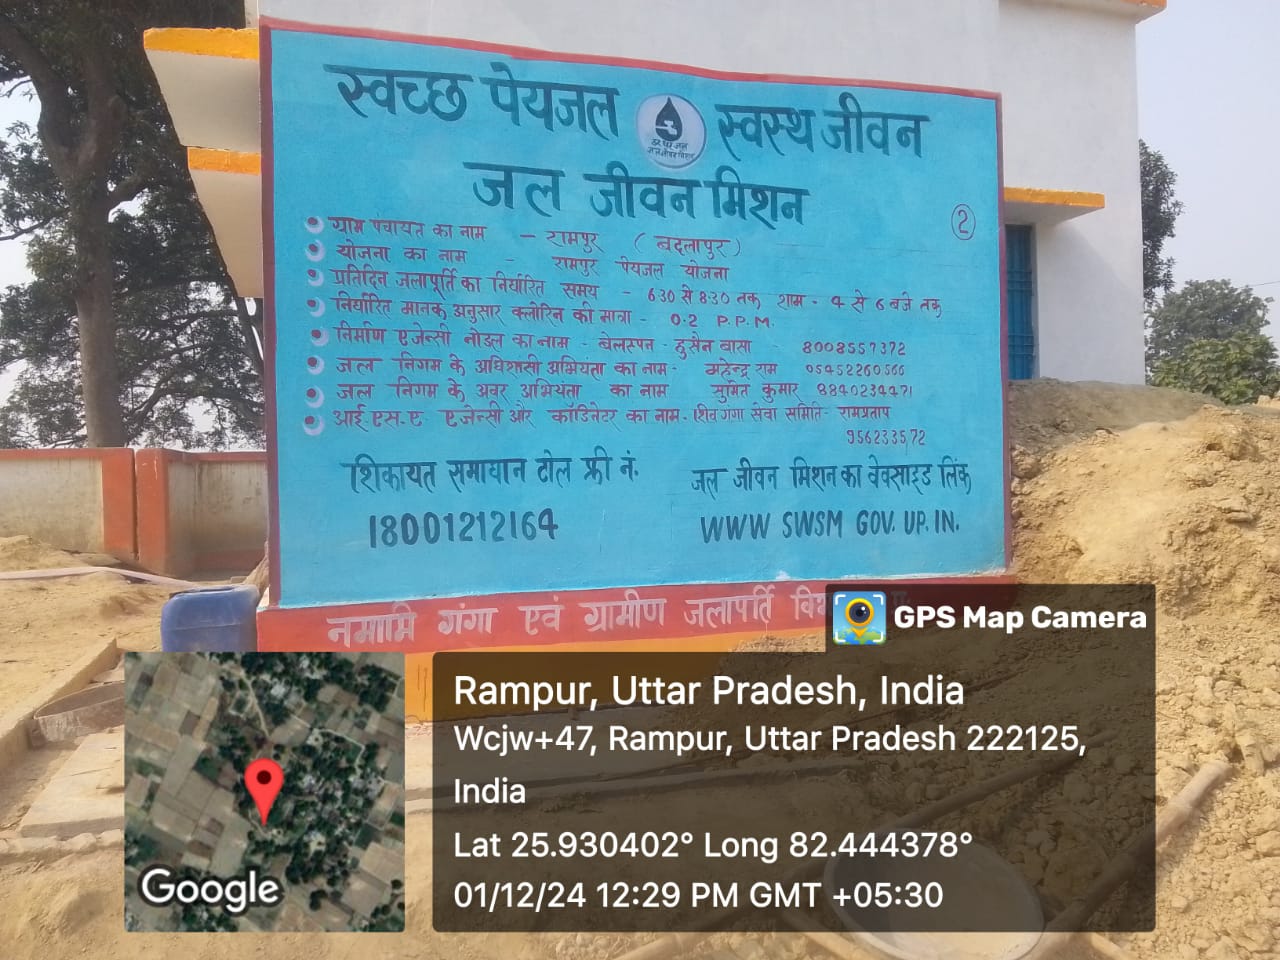 स्वच्छ पेयजल स्वस्थ जीवन
जल जीवन मिशन
2
ग्राम पंचायत का नाम - रामपुर ( बदलापुर )
योजना का नाम - रामपुर पेयजल योजना
प्रतिदिन जलापूर्ति का निर्धारित समय - 6:30 से 8:30 तक शाम - 4 से 6 बजे तक
निर्धारित मानक अनुसार क्लोरिन की मात्रा - 0.2 P.P.M.
निर्माण एजेन्सी नोडल का नाम - वेलस्पन - हुसैन बासा - 8008557372
जल निगम के अधिशासी अभियंता का नाम - महेन्द्र राम 05452260566
जल निगम के अवर अभियंता का नाम सुमित कुमार 8840234471
आई.एस.ए. एजेन्सी और कॉडिनेटर का नाम - शिव गंगा सेवा समिति - रामप्रताप
शिकायत समाधान टोल फ्री नं.
18001212164
जल जीवन मिशन का वेवसाइड लिंक
WWW SWSM GOV. UP. IN.
नमामि गंगा एवं ग्रामीण जलापर्ति
GPS Map Camera
Rampur, Uttar Pradesh, India
Wcjw+47, Rampur, Uttar Pradesh 222125,
India
Lat 25.930402° Long 82.444378°
01/12/24 12:29 PM GMT +05:30
Google